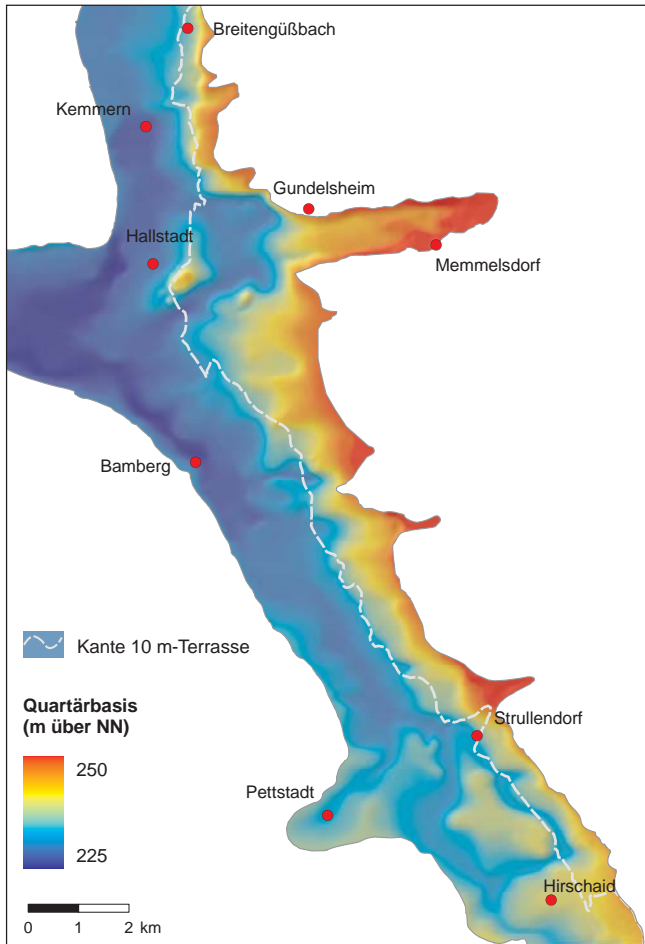 Breitengüßbach
Kemmern
Gundelsheim
Hallstadt
Memmelsdorf
Bamberg
Kante 10 m-Terrasse
Quartärbasis
(m über NN)
Strullendorf
250
Pettstadt
225
Hirschaid
0 1 2 km